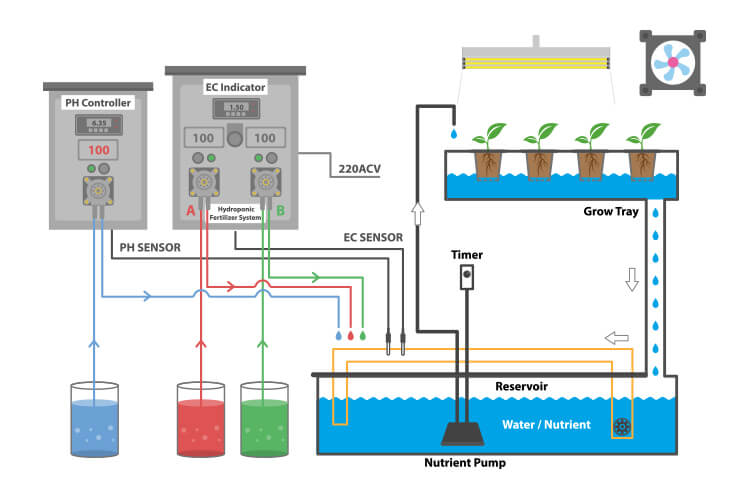 PH Controller
6.35
100
EC Indicator
1.50
100
100
220ACV
A
B
Hydroponic
Fertilizer System
PH SENSOR
EC SENSOR
Grow Tray
Timer
Reservoir
Water / Nutrient
Nutrient Pump